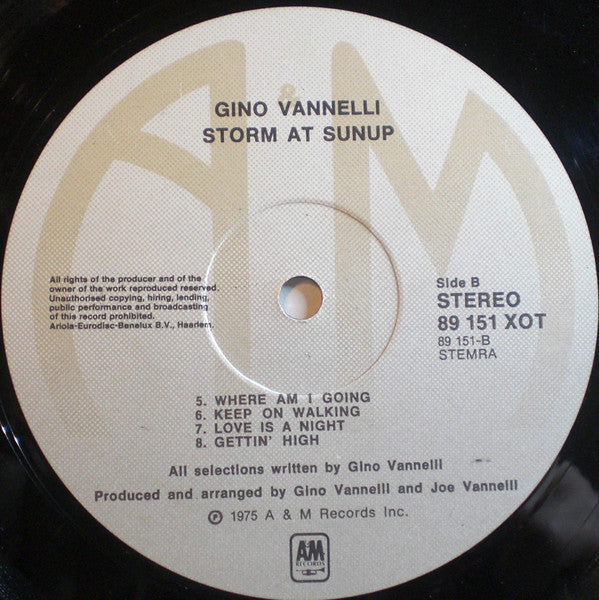 GINO VANNELLI
STORM AT SUNUP
All rights of the producer and of the
owner of the work reproduced reserved.
Unauthorised copying, hiring, lending,
public performance and broadcasting
of this record prohibited.
Ariola-Eurodisc-Benelux B.V., Haarlem.
Side B
STEREO
89 151 XOT
89 151-B
STEMRA
5. WHERE AM I GOING
6. KEEP ON WALKING
7. LOVE IS A NIGHT
8. GETTIN' HIGH
All selections written by Gino Vannelli
Produced and arranged by Gino Vannelli and Joe Vannelli
℗ 1975 A & M Records Inc.
A&M
AM
RECORDS